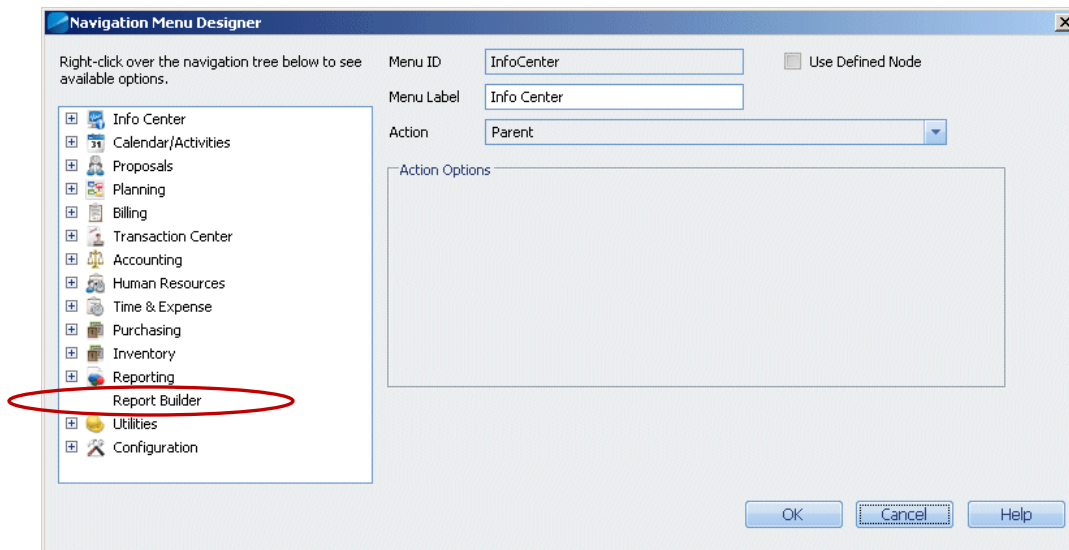 Navigation Menu Designer
Right-click over the navigation tree below to see
available options.
Menu ID
InfoCenter
Use Defined Node
Menu Label
Info Center
Action
Parent
Action Options
Info Center
31
Calendar/Activities
Proposals
Planning
Billing
Transaction Center
Accounting
Human Resources
Time & Expense
Purchasing
Inventory
Reporting
Report Builder
Utilities
Configuration
OK
Cancel
Help